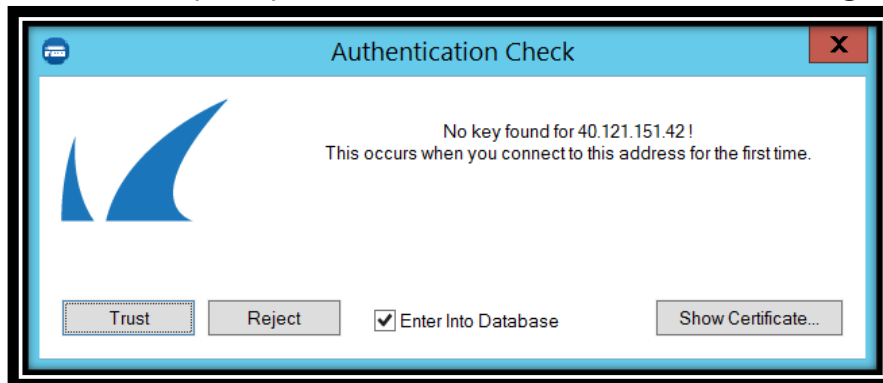 Authentication Check
X
No key found for 40.121.151.42 !
This occurs when you connect to this address for the first time.
Trust
Reject
Enter Into Database
Show Certificate...